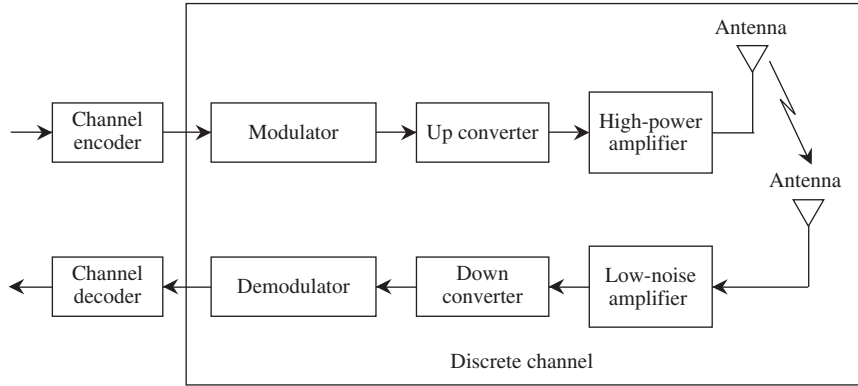 Antenna
Channel
encoder
Modulator
Up converter
High-power
amplifier
Antenna
Channel
decoder
Demodulator
Down
converter
Low-noise
amplifier
Discrete channel